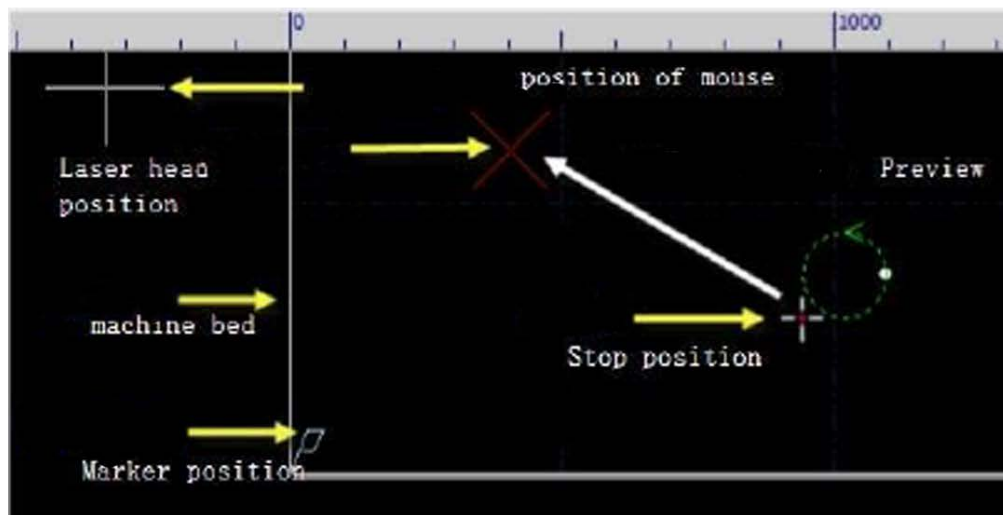 0
1000
position of mouse
Laser head
position
Preview
machine bed
Stop position
Marker position